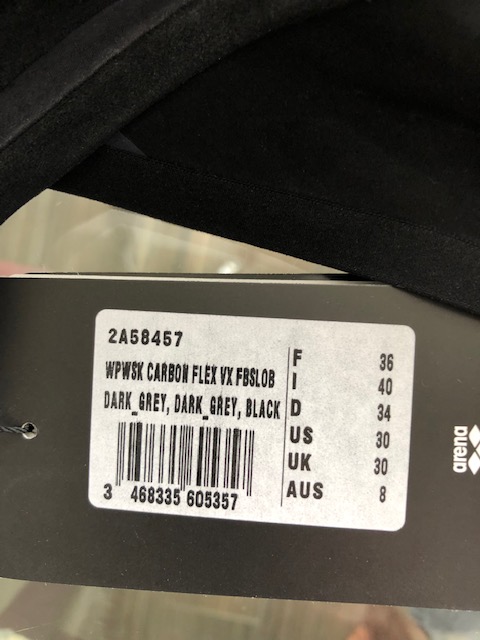 2A58457
WPWSK CARBON FLEX VX FBSLOB
DARK_GREY, DARK_GREY, BLACK
3 468335 605357
F 36
I 40
D 34
US 30
UK 30
AUS 8
arena